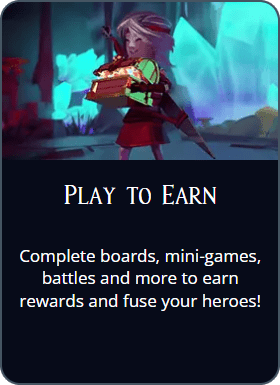 Play to Earn
Complete boards, mini-games,
battles and more to earn
rewards and fuse your heroes!